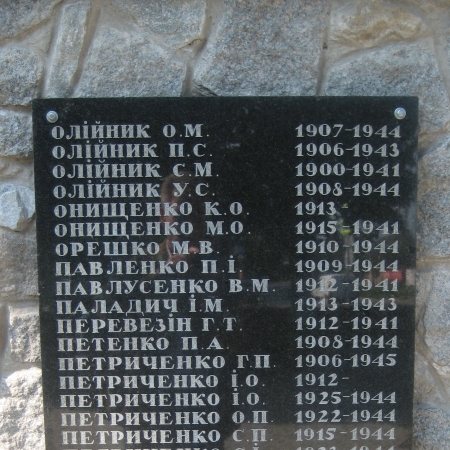 ОЛІЙНИК О.М. 1907-1944
ОЛІЙНИК П.С. 1906-1943
ОЛІЙНИК С.М. 1900-1941
ОЛІЙНИК У.С. 1908-1944
ОНИЩЕНКО К.О. 1913-
ОНИЩЕНКО М.О. 1915-1941
ОРЕШКО М.В. 1910-1944
ПАВЛЕНКО П.І. 1909-1944
ПАВЛУСЕНКО В.М. 1912-1941
ПАЛАДИЧ І.М. 1913-1943
ПЕРЕВЕЗІН Г.Т. 1912-1941
ПЕТЕНКО П.А. 1908-1944
ПЕТРИЧЕНКО Г.П. 1906-1945
ПЕТРИЧЕНКО І.О. 1912-
ПЕТРИЧЕНКО І.О. 1925-1944
ПЕТРИЧЕНКО О.П. 1922-1944
ПЕТРИЧЕНКО С.П. 1915-1944